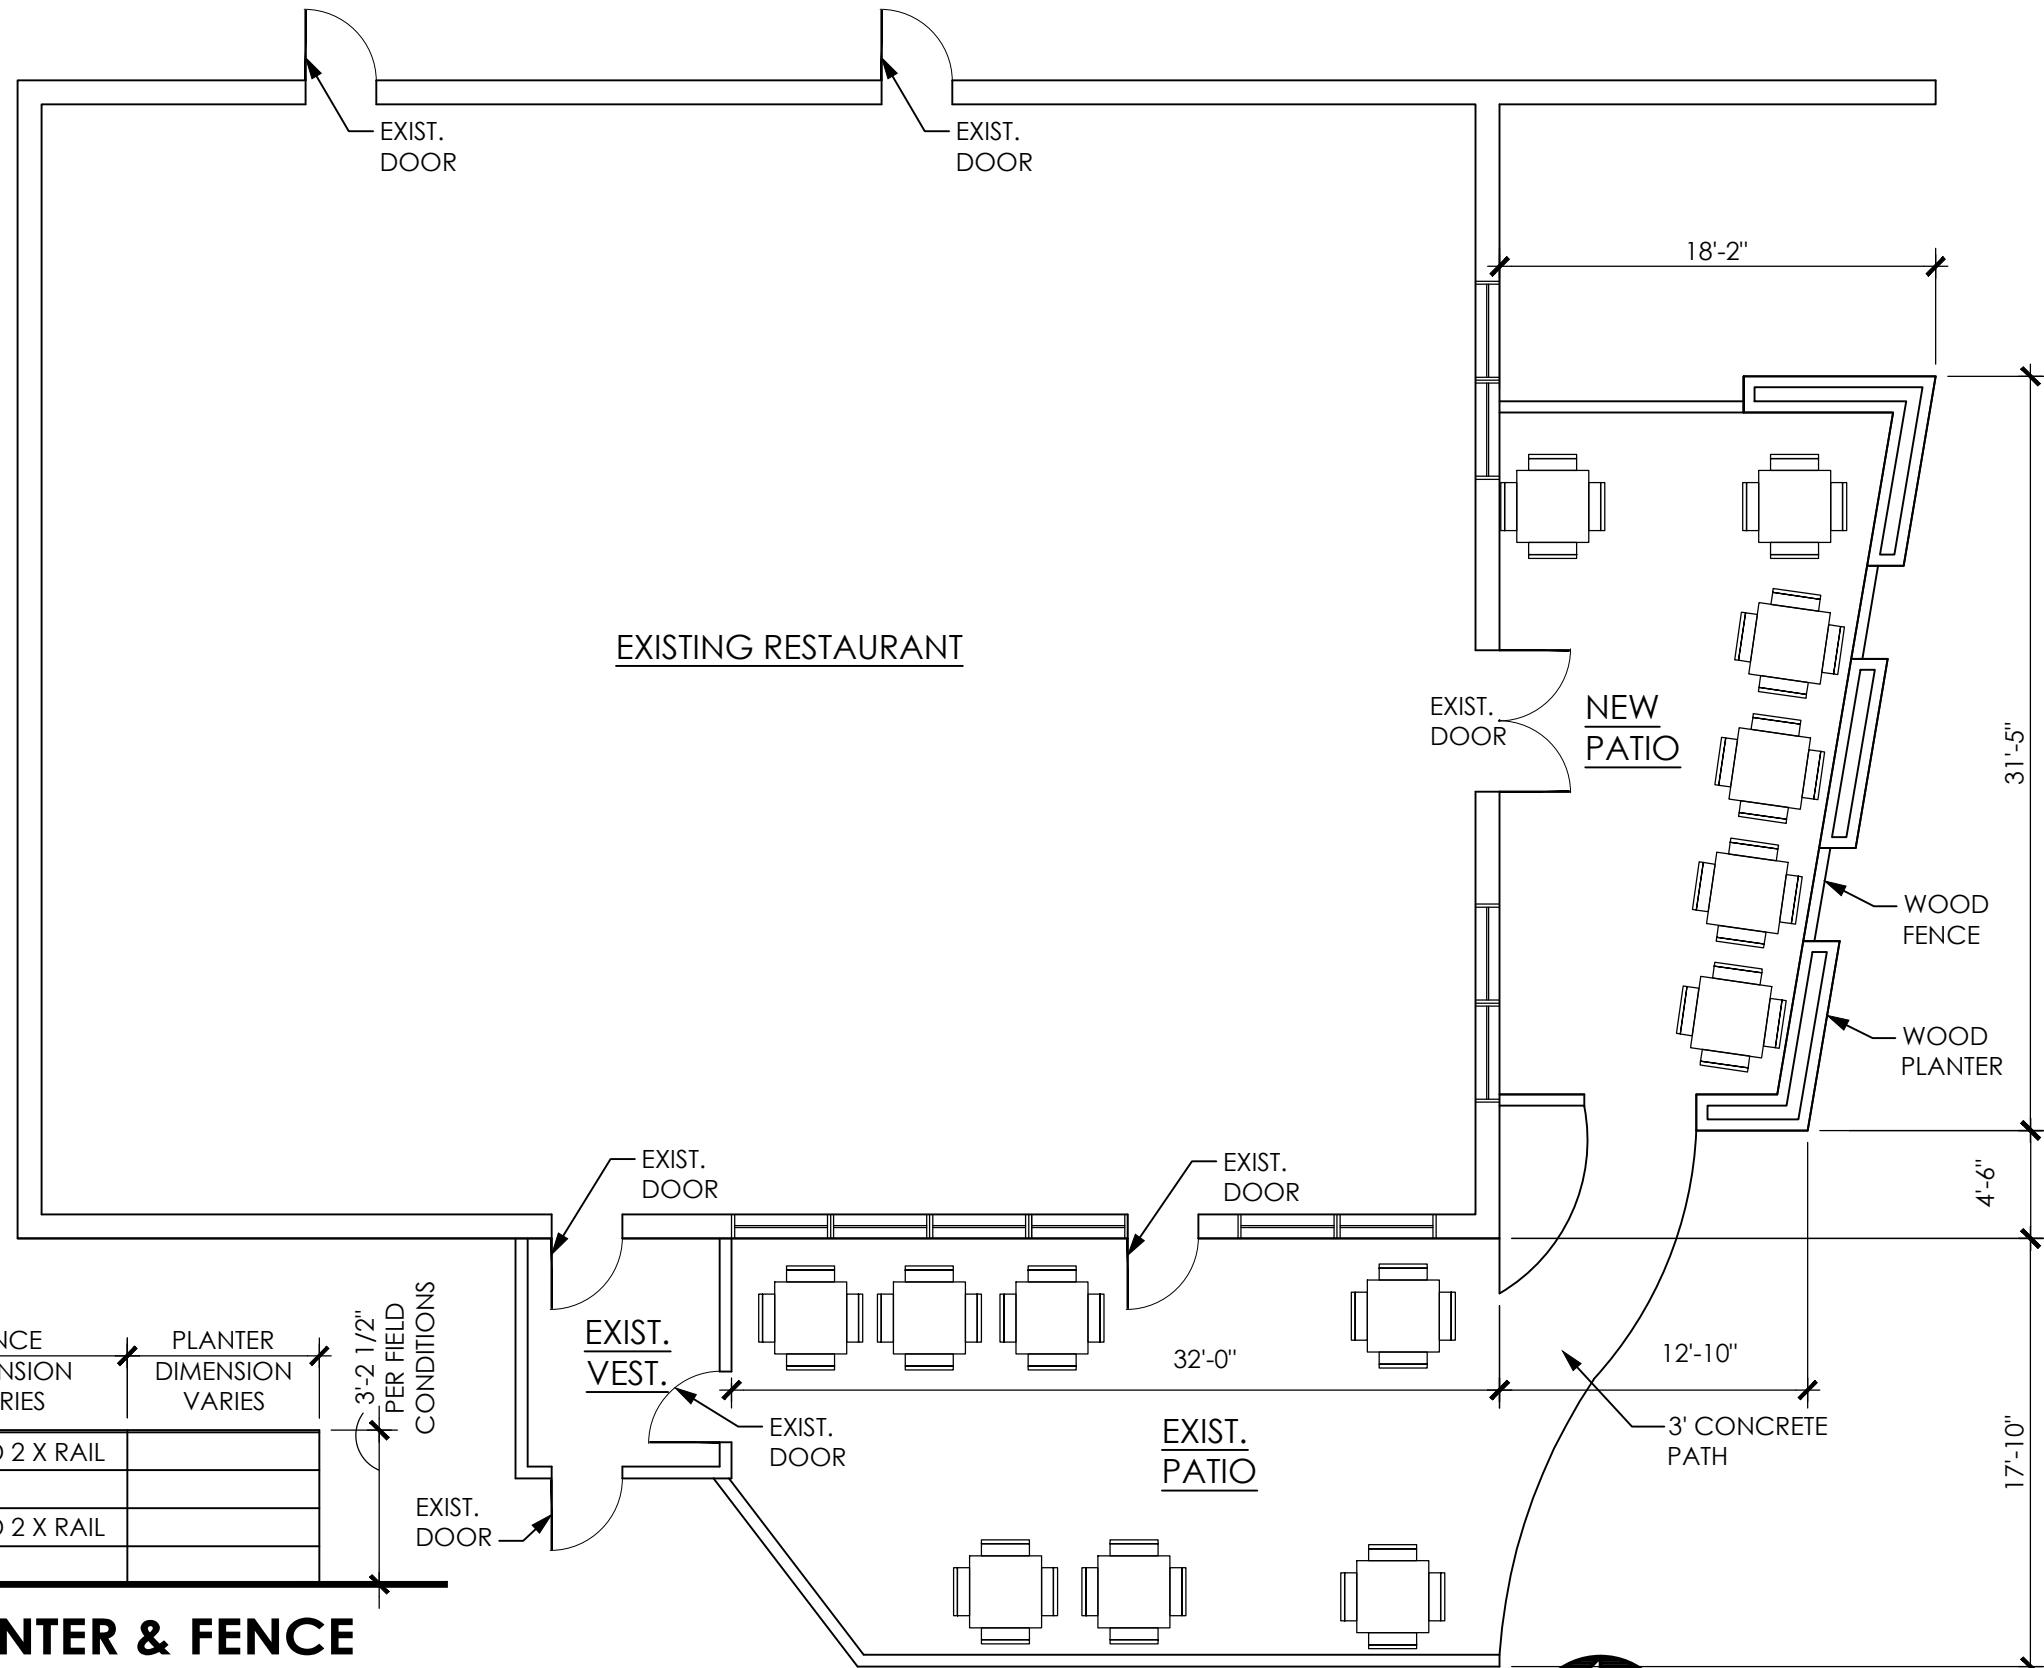 EXIST.
DOOR
EXIST.
DOOR
18'-2"
EXISTING RESTAURANT
EXIST.
DOOR
NEW
PATIO
31'-5"
WOOD
FENCE
WOOD
PLANTER
EXIST.
DOOR
EXIST.
DOOR
4'-6"
EXIST.
VEST.
32'-0"
12'-10"
EXIST.
DOOR
EXIST.
PATIO
3' CONCRETE
PATH
17'-10"
EXIST.
DOOR
NCE
NSION
RIES
PLANTER
DIMENSION
VARIES
3'-2 1/2"
PER FIELD
CONDITIONS
2 X RAIL
2 X RAIL
NTER & FENCE